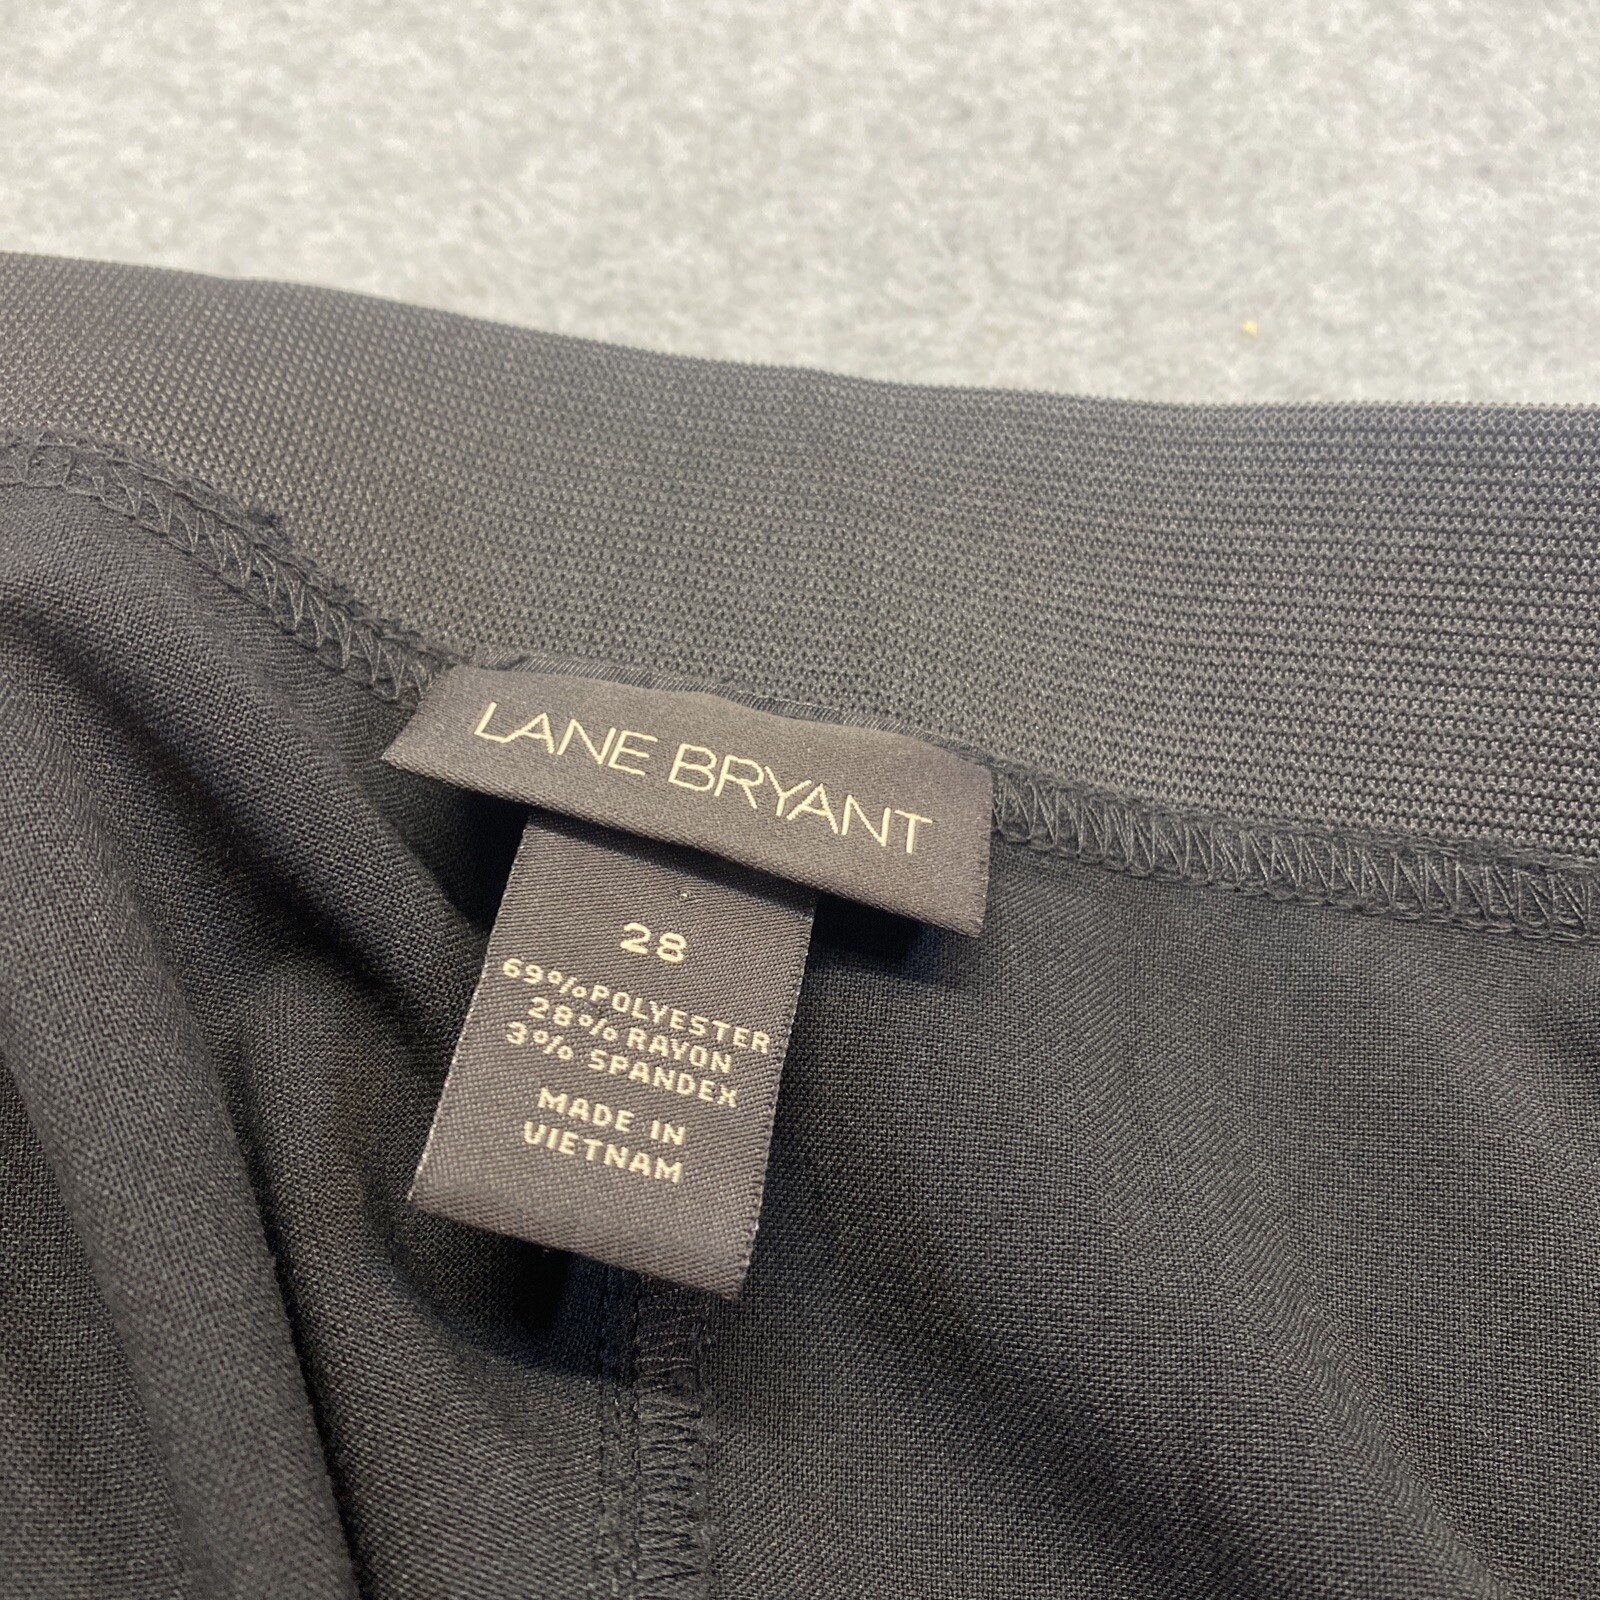 LANE BRYANT
28
69%POLYESTER
28%RAYON
3% SPANDEX
MADE IN
VIETNAM